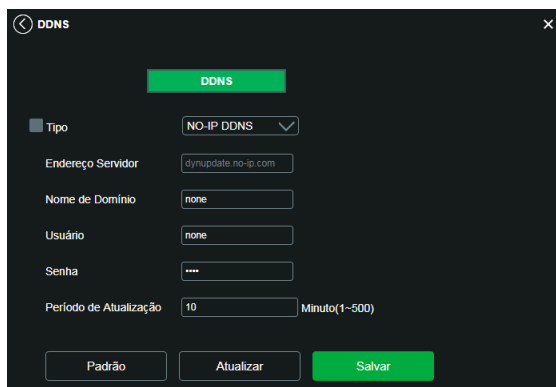 DDNS
DDNS
Tipo NO-IP DDNS
Endereço Servidor dynupdate.no-ip.com
Nome de Domínio none
Usuário none
Senha ••••
Período de Atualização 10 Minuto(1~500)
Padrão Atualizar Salvar